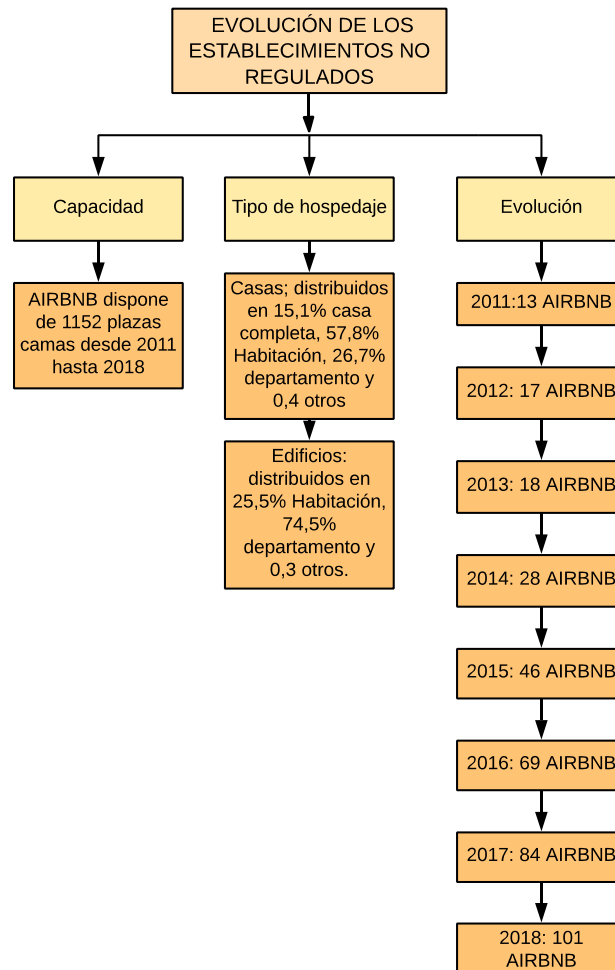 EVOLUCIÓN DE LOS
ESTABLECIMIENTOS NO
REGULADOS
Capacidad
AIRBNB dispone
de 1152 plazas
camas desde 2011
hasta 2018
Tipo de hospedaje
Casas; distribuidos
en 15,1% casa
completa, 57,8%
Habitación, 26,7%
departamento y
0,4 otros
Edificios:
distribuidos en
25,5% Habitación,
74,5%
departamento y
0,3 otros.
Evolución
2011:13 AIRBNB
2012: 17 AIRBNB
2013: 18 AIRBNB
2014: 28 AIRBNB
2015: 46 AIRBNB
2016: 69 AIRBNB
2017: 84 AIRBNB
2018: 101
AIRBNB